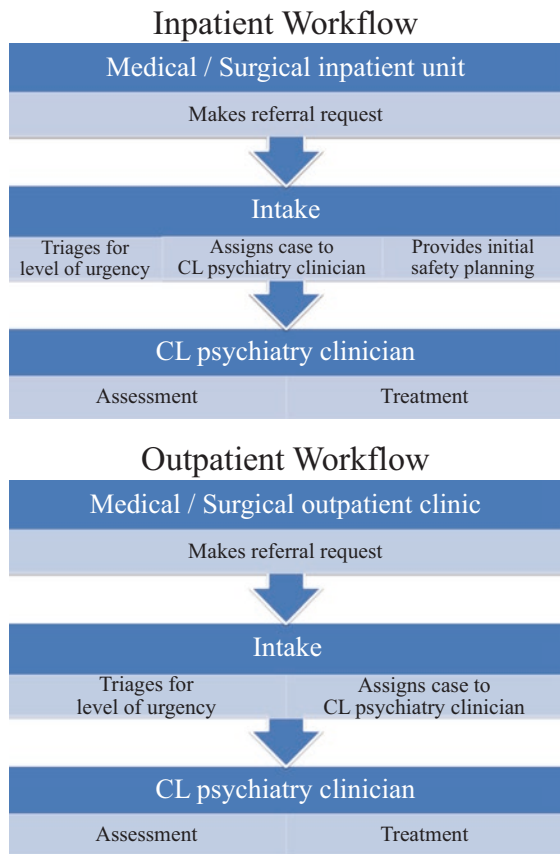 Inpatient Workflow
Medical / Surgical inpatient unit
Makes referral request
Intake
Triages for
level of urgency
Assigns case to
CL psychiatry clinician
Provides initial
safety planning
CL psychiatry clinician
Assessment
Treatment
Outpatient Workflow
Medical / Surgical outpatient clinic
Makes referral request
Intake
Triages for
level of urgency
Assigns case to
CL psychiatry clinician
CL psychiatry clinician
Assessment
Treatment